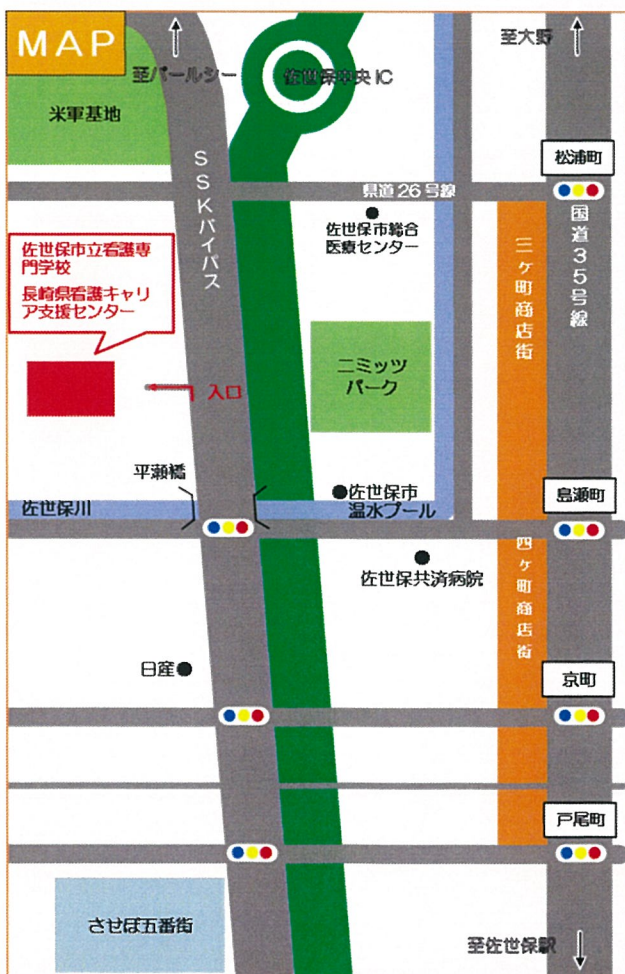 MAP
至パールシー
佐世保中央IC
至大野
米軍基地
松浦町
SSKバイパス
県道26号線
国道35号線
佐世保市総合
医療センター
三ヶ町商店街
佐世保市立看護専
門学校
長崎県看護キャリ
ア支援センター
ニミッツ
パーク
入口
平瀬橋
佐世保川
佐世保市
温水プール
島瀬町
佐世保共済病院
四ヶ町商店街
日産
京町
戸尾町
させぼ五番街
至佐世保駅